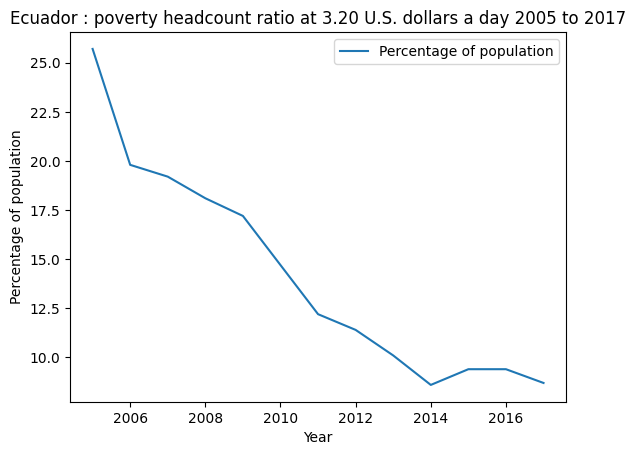 Ecuador : poverty headcount ratio at 3.20 U.S. dollars a day 2005 to 2017
Percentage of population
Percentage of population
25.0
22.5
20.0
17.5
15.0
12.5
10.0
2006 2008 2010 2012 2014 2016
Year